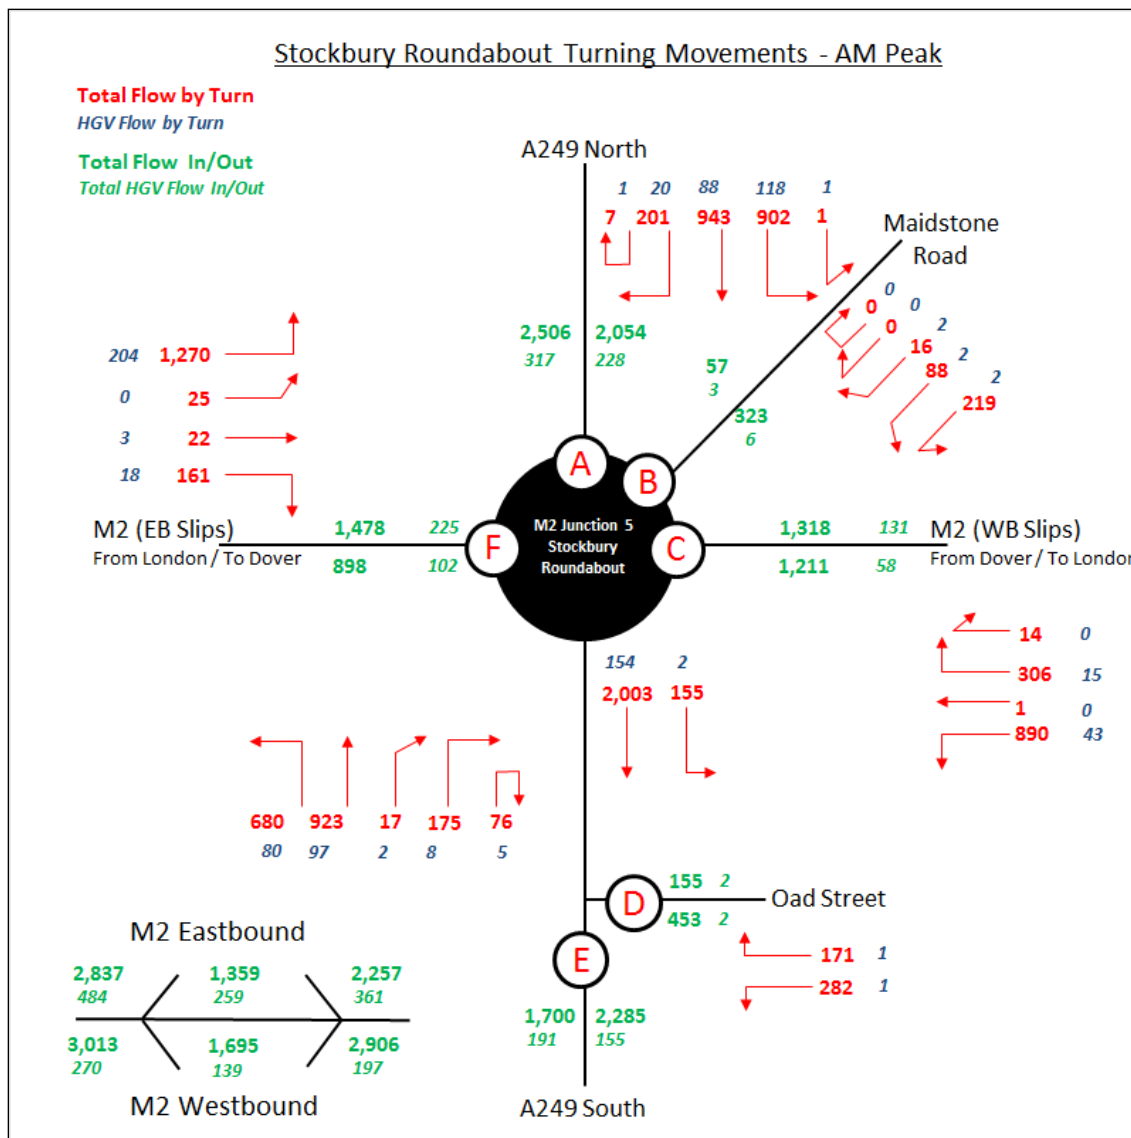 Stockbury Roundabout Turning Movements - AM Peak
Total Flow by Turn
HGV Flow by Turn
Total Flow In/Out
Total HGV Flow In/Out
A249 North
1 20 88 118 1
7 201 943 902 1
Maidstone
Road
0 0
0 0
16 2
88 2
219 2
2,506 2,054
317 228
57
3
323
6
204 1,270
0 25
3 22
18 161
A
B
C
D
E
F
M2 Junction 5
Stockbury
Roundabout
M2 (EB Slips)
From London / To Dover
1,478 225
898 102
1,318 131
1,211 58
M2 (WB Slips)
From Dover / To London
14 0
306 15
1 0
890 43
154 2
2,003 155
680 923 17 175 76
80 97 2 8 5
155 2
453 2
Oad Street
171 1
282 1
1,700 2,285
191 155
A249 South
M2 Eastbound
2,837 1,359 2,257
484 259 361
3,013 1,695 2,906
270 139 197
M2 Westbound